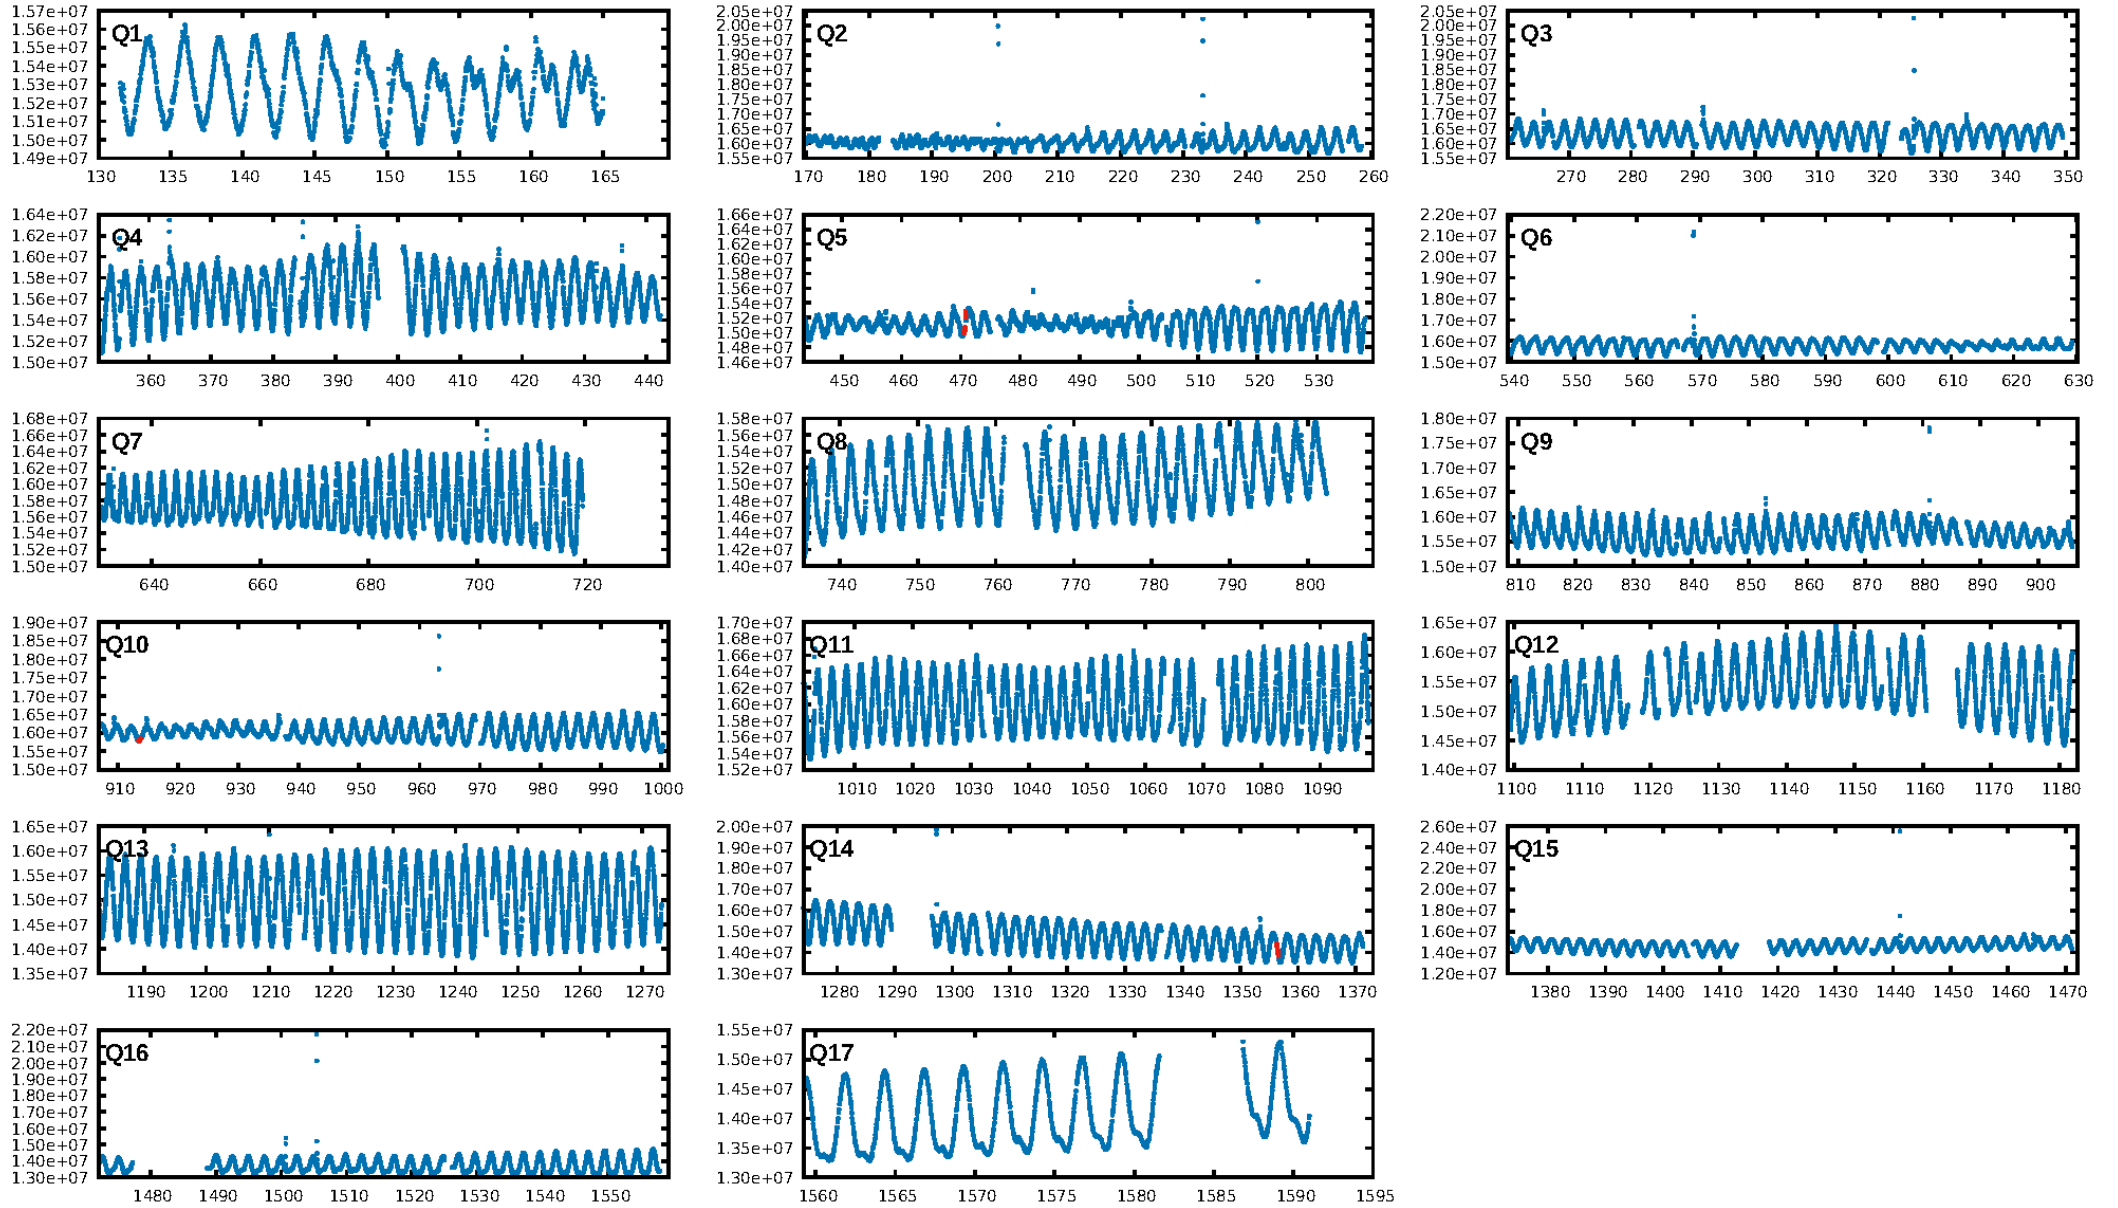 Q1
1.57e+07
1.56e+07
1.55e+07
1.54e+07
1.53e+07
1.52e+07
1.51e+07
1.50e+07
1.49e+07
130 135 140 145 150 155 160 165
Q2
2.05e+07
2.00e+07
1.95e+07
1.90e+07
1.85e+07
1.80e+07
1.75e+07
1.70e+07
1.65e+07
1.60e+07
1.55e+07
170 180 190 200 210 220 230 240 250 260
Q3
2.05e+07
2.00e+07
1.95e+07
1.90e+07
1.85e+07
1.80e+07
1.75e+07
1.70e+07
1.65e+07
1.60e+07
1.55e+07
270 280 290 300 310 320 330 340 350
Q4
1.64e+07
1.62e+07
1.60e+07
1.58e+07
1.56e+07
1.54e+07
1.52e+07
1.50e+07
360 370 380 390 400 410 420 430 440
Q5
1.66e+07
1.64e+07
1.62e+07
1.60e+07
1.58e+07
1.56e+07
1.54e+07
1.52e+07
1.50e+07
1.48e+07
1.46e+07
450 460 470 480 490 500 510 520 530
Q6
2.20e+07
2.10e+07
2.00e+07
1.90e+07
1.80e+07
1.70e+07
1.60e+07
1.50e+07
540 550 560 570 580 590 600 610 620 630
Q7
1.68e+07
1.66e+07
1.64e+07
1.62e+07
1.60e+07
1.58e+07
1.56e+07
1.54e+07
1.52e+07
1.50e+07
640 660 680 700 720
Q8
1.58e+07
1.56e+07
1.54e+07
1.52e+07
1.50e+07
1.48e+07
1.46e+07
1.44e+07
1.42e+07
1.40e+07
740 750 760 770 780 790 800
Q9
1.80e+07
1.75e+07
1.70e+07
1.65e+07
1.60e+07
1.55e+07
1.50e+07
810 820 830 840 850 860 870 880 890 900
Q10
1.90e+07
1.85e+07
1.80e+07
1.75e+07
1.70e+07
1.65e+07
1.60e+07
1.55e+07
1.50e+07
910 920 930 940 950 960 970 980 990 1000
Q11
1.70e+07
1.68e+07
1.66e+07
1.64e+07
1.62e+07
1.60e+07
1.58e+07
1.56e+07
1.54e+07
1.52e+07
1010 1020 1030 1040 1050 1060 1070 1080 1090
Q12
1.65e+07
1.60e+07
1.55e+07
1.50e+07
1.45e+07
1.40e+07
1100 1110 1120 1130 1140 1150 1160 1170 1180
Q13
1.65e+07
1.60e+07
1.55e+07
1.50e+07
1.45e+07
1.40e+07
1.35e+07
1190 1200 1210 1220 1230 1240 1250 1260 1270
Q14
2.00e+07
1.90e+07
1.80e+07
1.70e+07
1.60e+07
1.50e+07
1.40e+07
1.30e+07
1280 1290 1300 1310 1320 1330 1340 1350 1360 1370
Q15
2.60e+07
2.40e+07
2.20e+07
2.00e+07
1.80e+07
1.60e+07
1.40e+07
1.20e+07
1380 1390 1400 1410 1420 1430 1440 1450 1460 1470
Q16
2.20e+07
2.10e+07
2.00e+07
1.90e+07
1.80e+07
1.70e+07
1.60e+07
1.50e+07
1.40e+07
1.30e+07
1480 1490 1500 1510 1520 1530 1540 1550
Q17
1.55e+07
1.50e+07
1.45e+07
1.40e+07
1.35e+07
1.30e+07
1560 1565 1570 1575 1580 1585 1590 1595